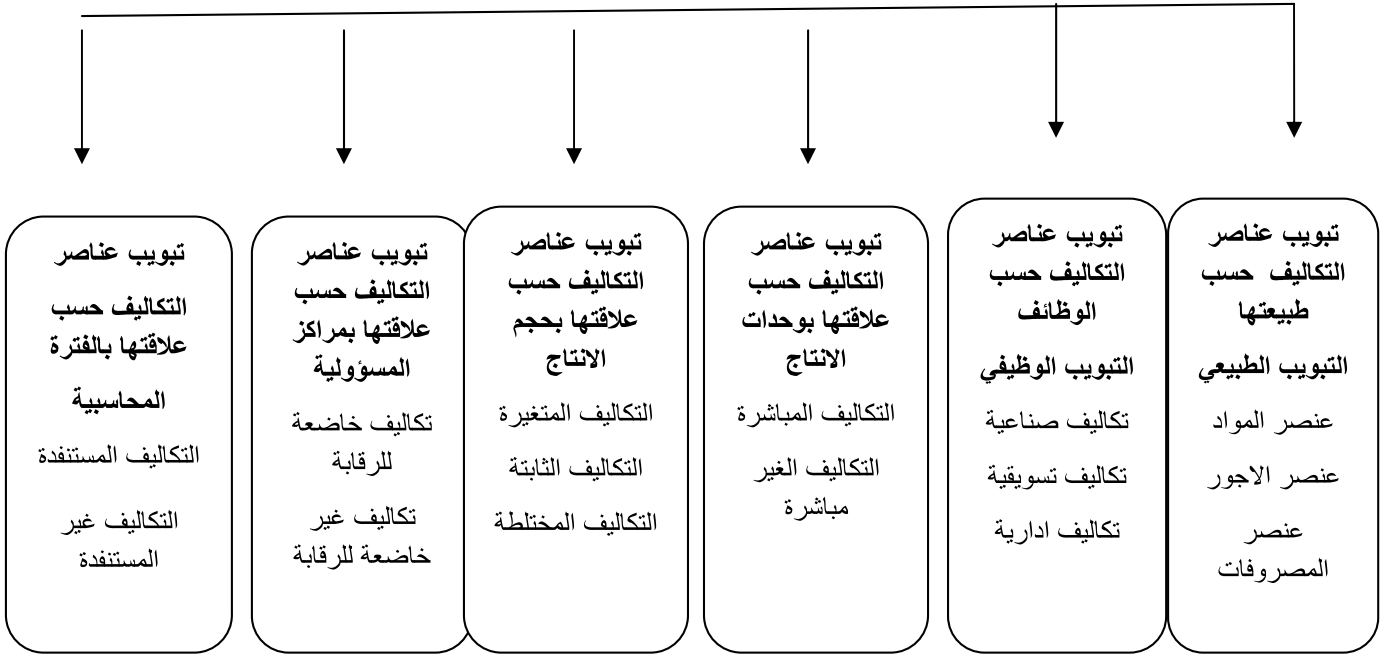 تبويب عناصر
التكاليف حسب
طبيعتها
التبويب الطبيعي
عنصر المواد
عنصر الاجور
عنصر
المصروفات
تبويب عناصر
التكاليف حسب
الوظائف
التبويب الوظيفي
تكاليف صناعية
تكاليف تسويقية
تكاليف ادارية
تبويب عناصر
التكاليف حسب
علاقتها بوحدات
الانتاج
التكاليف المباشرة
التكاليف الغير
مباشرة
تبويب عناصر
التكاليف حسب
علاقتها بحجم
الانتاج
التكاليف المتغيرة
التكاليف الثابتة
التكاليف المختلطة
تبويب عناصر
التكاليف حسب
علاقتها بمراكز
المسؤولية
تكاليف خاضعة
للرقابة
تكاليف غير
خاضعة للرقابة
تبويب عناصر
التكاليف حسب
علاقتها بالفترة
المحاسبية
التكاليف المستنفدة
التكاليف غير
المستنفدة